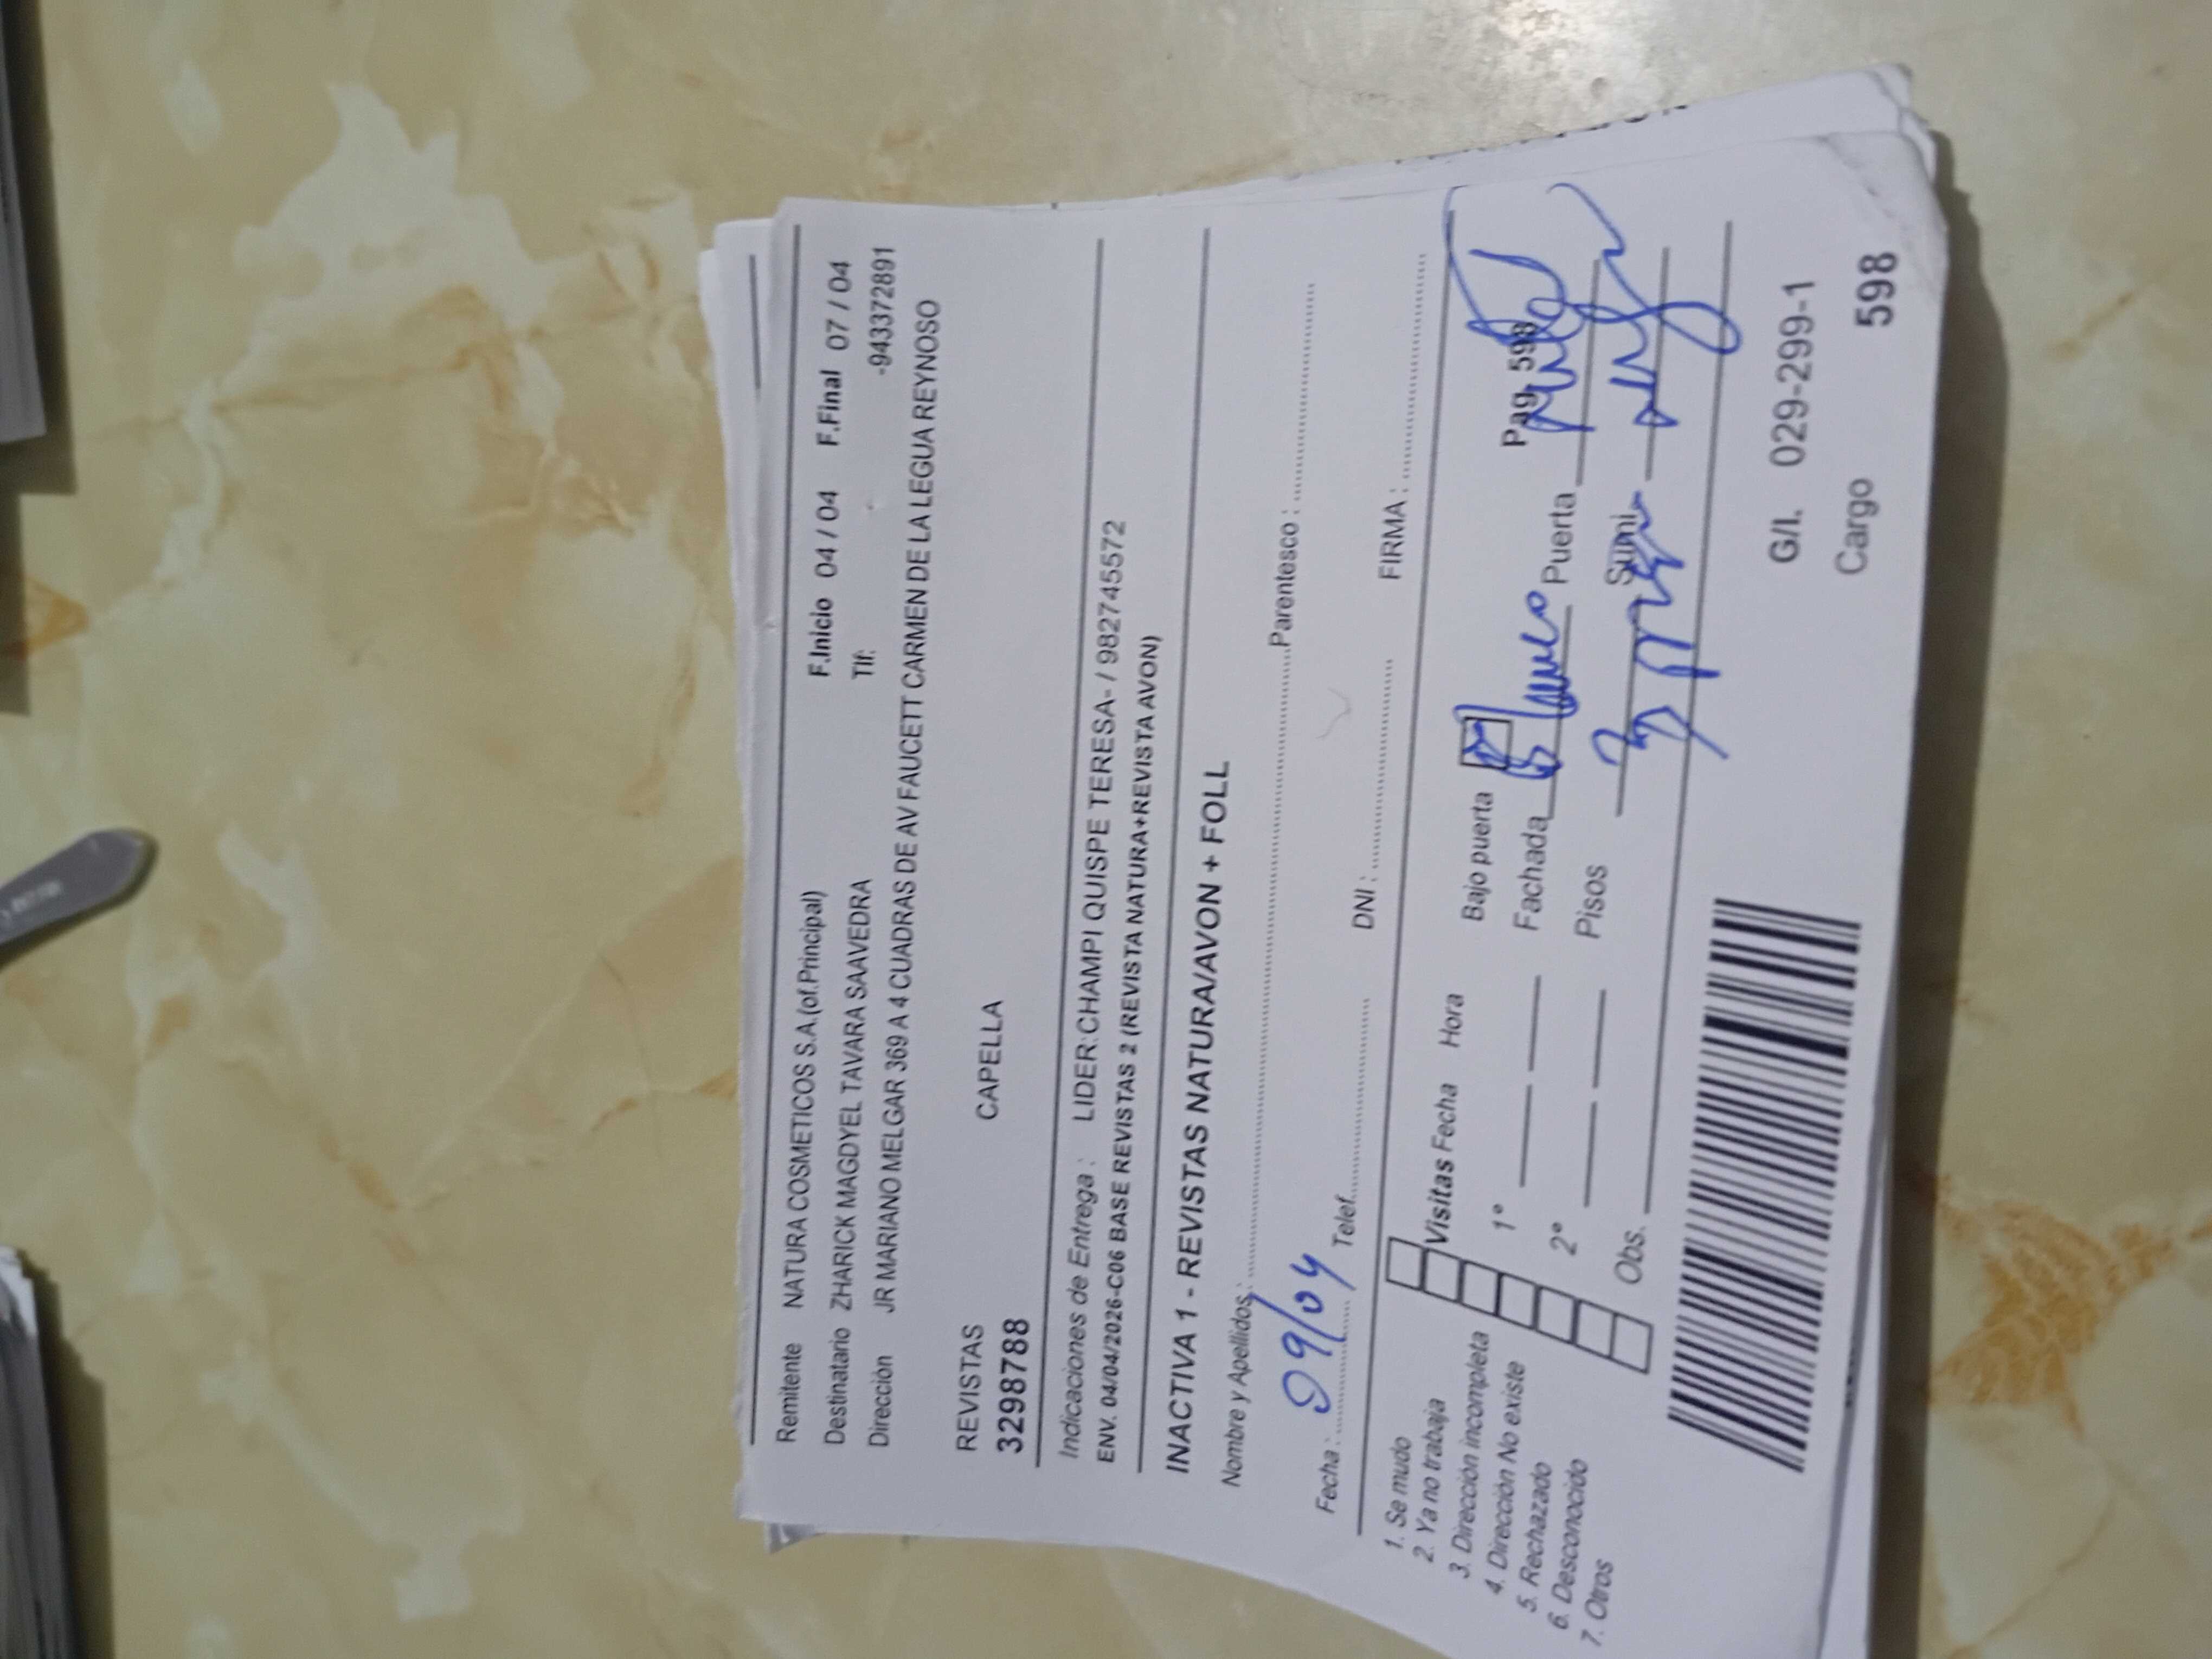 Remitente NATURA COSMETICOS S.A.(of.Principal) F.Inicio 04 / 04 F.Final 07 / 04
Destinatario ZHARICK MAGDYEL TAVARA SAAVEDRA Tlf: -943372891
Dirección JR MARIANO MELGAR 369 A 4 CUADRAS DE AV FAUCETT CARMEN DE LA LEGUA REYNOSO
REVISTAS CAPELLA
3298788
Indicaciones de Entrega : LIDER:CHAMPI QUISPE TERESA- / 982745572
ENV. 04/04/2026-C06 BASE REVISTAS 2 (REVISTA NATURA+REVISTA AVON)
INACTIVA 1 - REVISTAS NATURA/AVON + FOLL
Nombre y Apellidos : Parentesco :
Fecha : 09/04 Telef. DNI : FIRMA :
1. Se mudo
2. Ya no trabaja
3. Dirección incompleta
4. Dirección No existe
5. Rechazado
6. Desconocido
7. Otros
Visitas Fecha Hora Bajo puerta Pag. 598
1° Fachada Blanco Puerta
2° Pisos Sumi.
Obs.
G/I. 029-299-1
Cargo 598